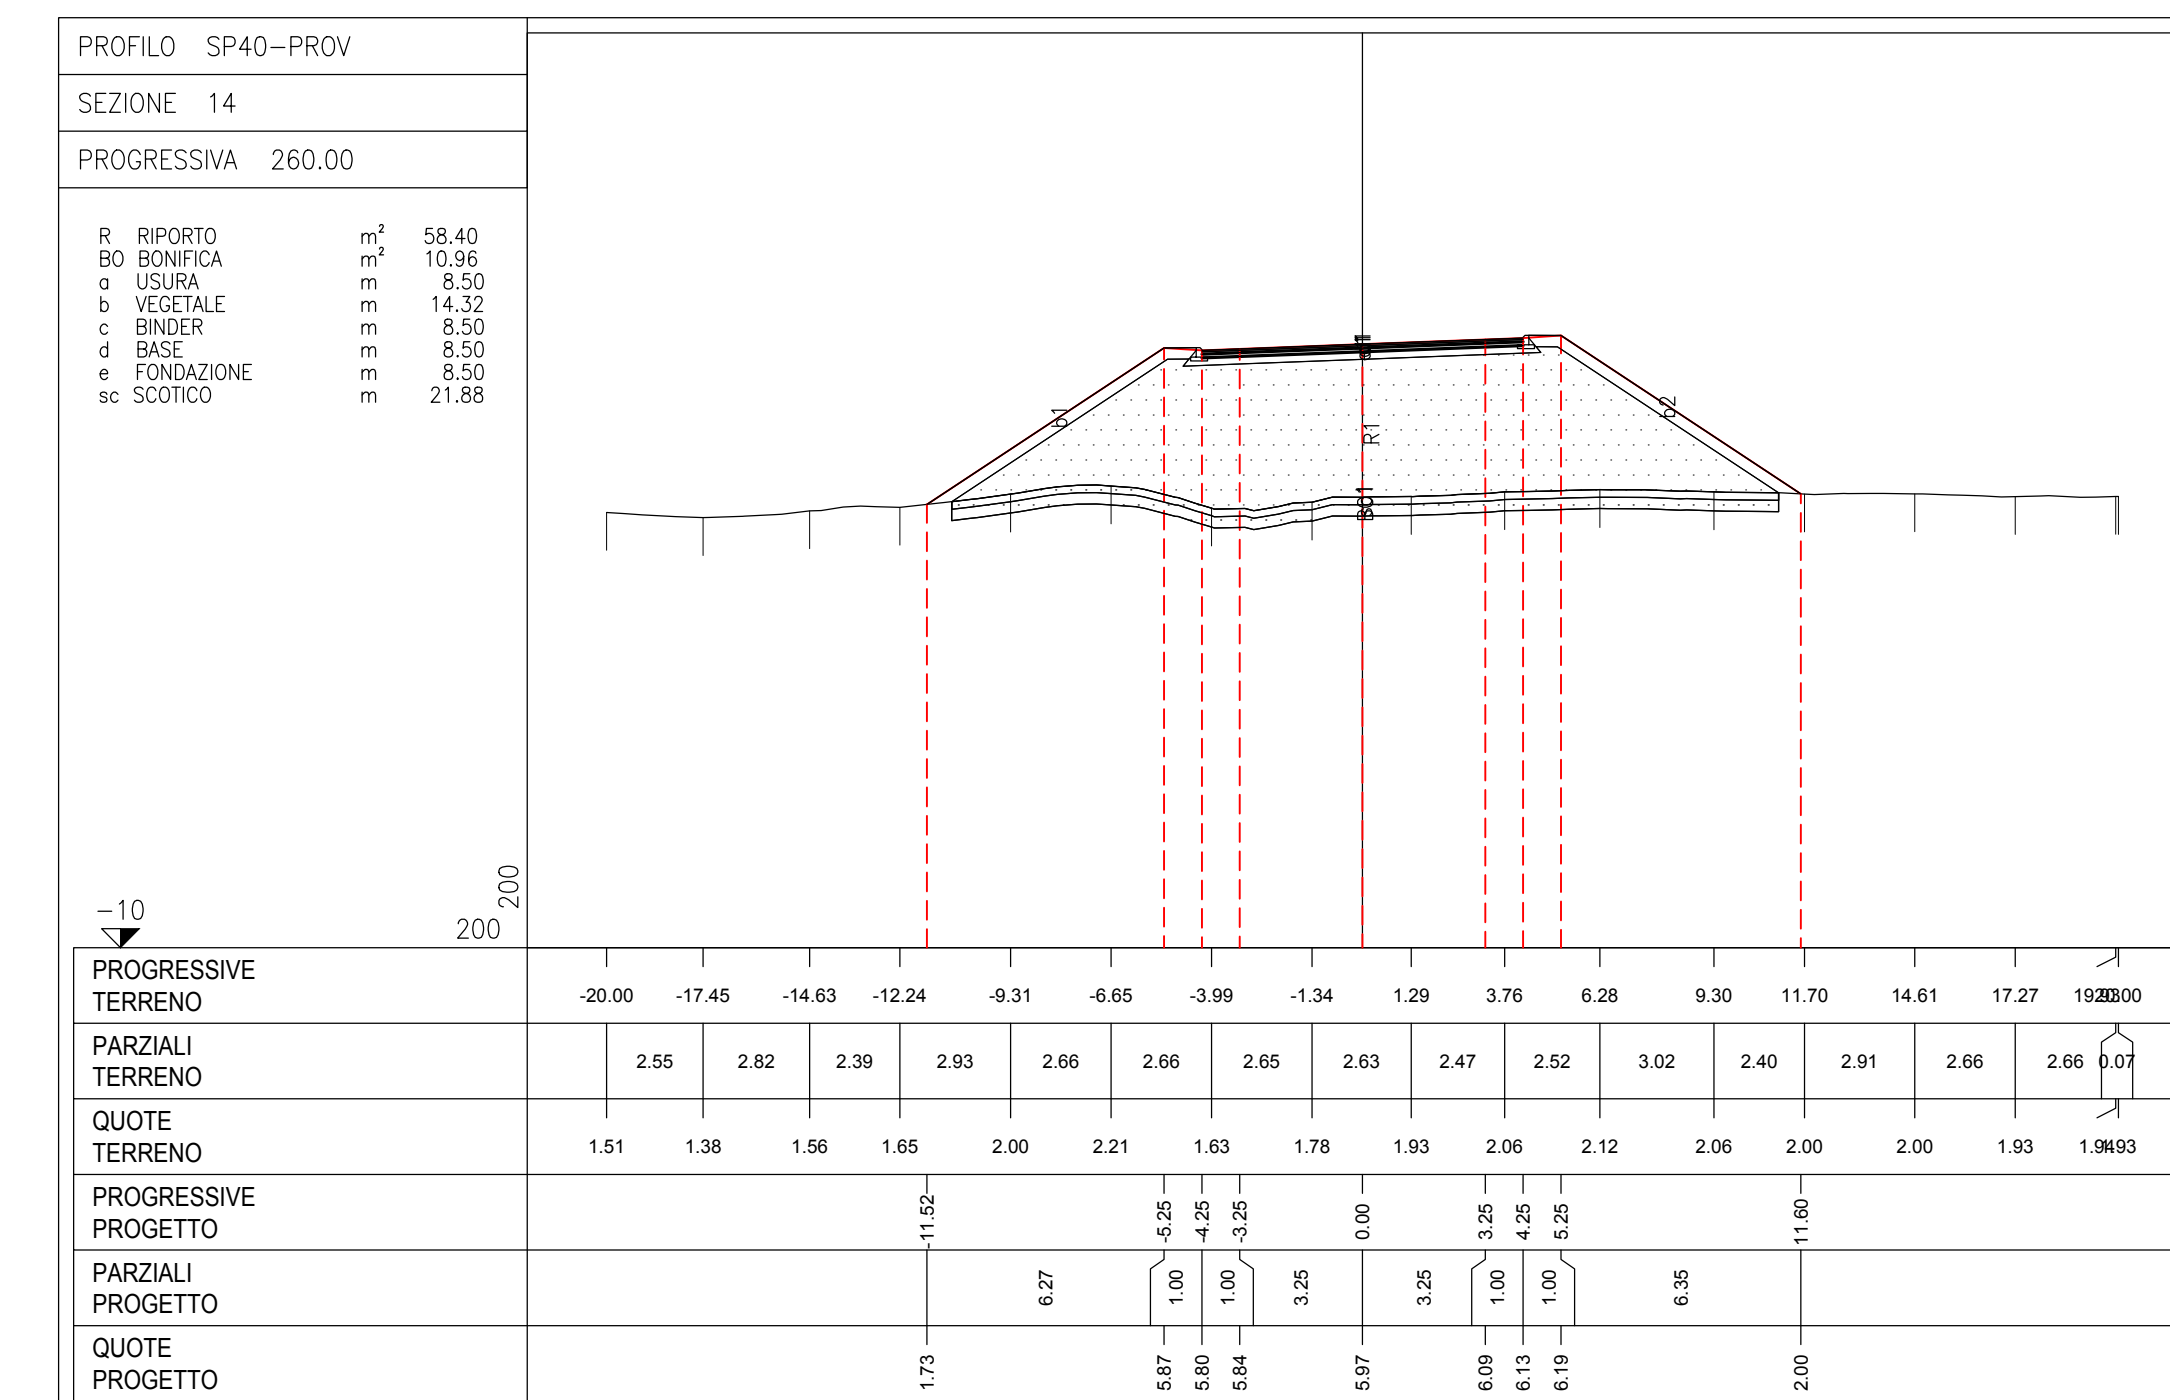 PROFILO SP40-PROV
SEZIONE 14
PROGRESSIVA 260.00
R RIPORTO m² 58.40
BO BONIFICA m² 10.96
a USURA m 8.50
b VEGETALE m 14.32
c BINDER m 8.50
d BASE m 8.50
e FONDAZIONE m 8.50
sc SCOTICO m 21.88
b1
R1
BO1
b2
-10
200
200
PROGRESSIVE
TERRENO
-20.00 -17.45 -14.63 -12.24 -9.31 -6.65 -3.99 -1.34 1.29 3.76 6.28 9.30 11.70 14.61 17.27 19.93 20.00
PARZIALI
TERRENO
2.55 2.82 2.39 2.93 2.66 2.66 2.65 2.63 2.47 2.52 3.02 2.40 2.91 2.66 2.66 0.07
QUOTE
TERRENO
1.51 1.38 1.56 1.65 2.00 2.21 1.63 1.78 1.93 2.06 2.12 2.06 2.00 2.00 1.93 1.94 1.93
PROGRESSIVE
PROGETTO
-11.52 -5.25 -4.25 -3.25 0.00 3.25 4.25 5.25 11.60
PARZIALI
PROGETTO
6.27 1.00 1.00 3.25 3.25 1.00 1.00 6.35
QUOTE
PROGETTO
1.73 5.87 5.80 5.84 5.97 6.09 6.13 6.19 2.00